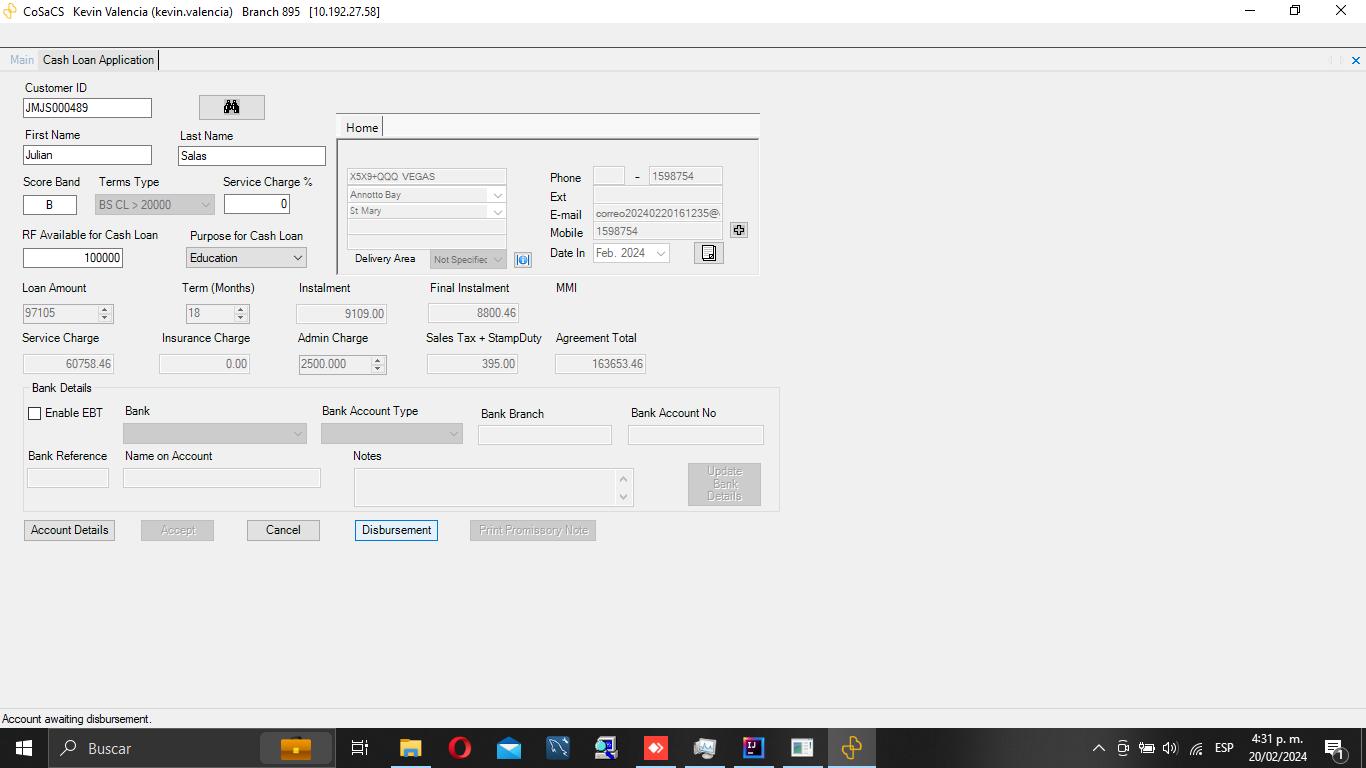 CoSaCS Kevin Valencia (kevin.valencia) Branch 895 [10.192.27.58]
Main Cash Loan Application
Customer ID
JMJS000489
First Name Last Name
Julian Salas
Score Band Terms Type Service Charge %
B BS CL > 20000 0
RF Available for Cash Loan Purpose for Cash Loan
100000 Education
Home
X5X9+QQQ VEGAS
Annotto Bay
St Mary
Delivery Area Not Specified
Phone - 1598754
Ext
E-mail correo20240220161235@
Mobile 1598754
Date In Feb. 2024
Loan Amount Term (Months) Instalment Final Instalment MMI
97105 18 9109.00 8800.46
Service Charge Insurance Charge Admin Charge Sales Tax + StampDuty Agreement Total
60758.46 0.00 2500.000 395.00 163653.46
Bank Details
Enable EBT Bank Bank Account Type Bank Branch Bank Account No
Bank Reference Name on Account Notes
Update
Bank
Details
Account Details Accept Cancel Disbursement Print Promissory Note
Account awaiting disbursement.
Buscar
ESP
4:31 p. m.
20/02/2024
1